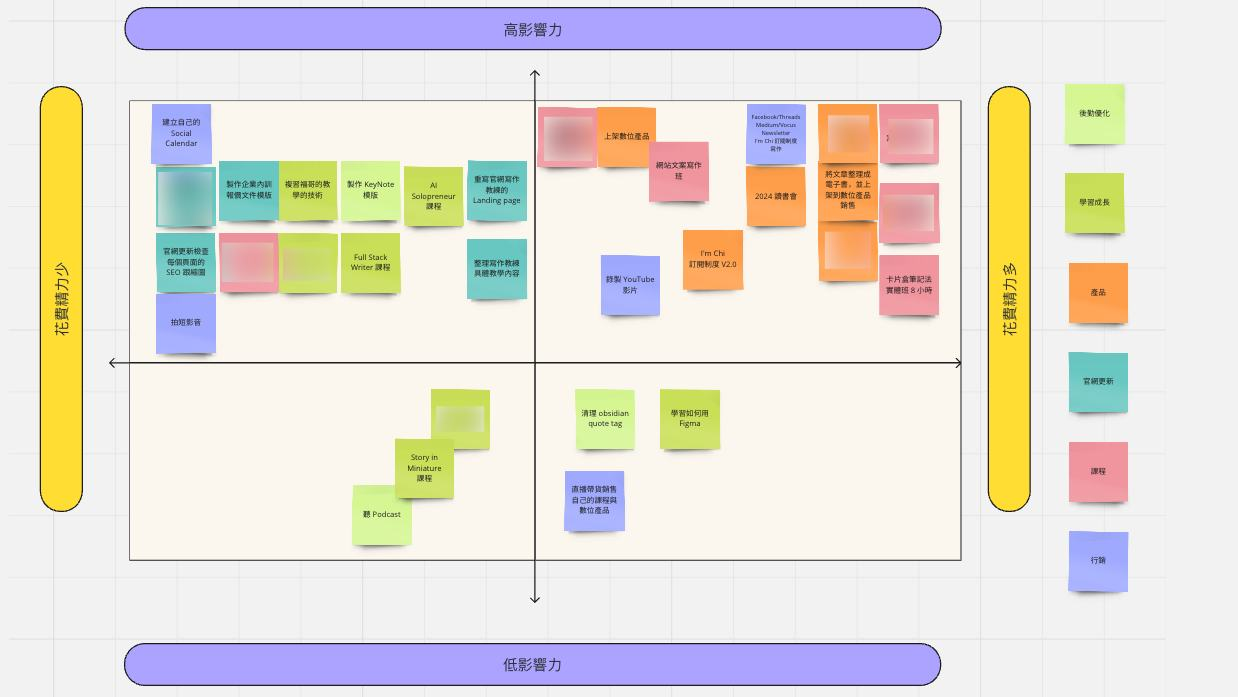 高影響力
花費精力少
建立自己的
Social
Calendar
製作企業內訓
報個文件模版
複習福哥的教
學的技術
製作 KeyNote
模版
AI
Solopreneur
課程
重寫官網寫作
教練的
Landing page
官網更新檢查
每個頁面的
SEO 跟縮圖
Full Stack
Writer 課程
整理寫作教練
具體教學內容
拍短影音
上架數位產品
網站文案寫作
班
Facebook/Threads
Medium/Vocus
Newsletter
I'm Chi 訂閱制度
寫作
2024 讀書會
將文章整理成
電子書，並上
架到數位產品
銷售
I'm Chi
訂閱制度 V2.0
錄製 YouTube
影片
卡片盒筆記法
實體班 8 小時
Story in
Miniature
課程
聽 Podcast
清理 obsidian
quote tag
學習如何用
Figma
直播帶貨銷售
自己的課程與
數位產品
花費精力多
後勤優化
學習成長
產品
官網更新
課程
行銷
低影響力